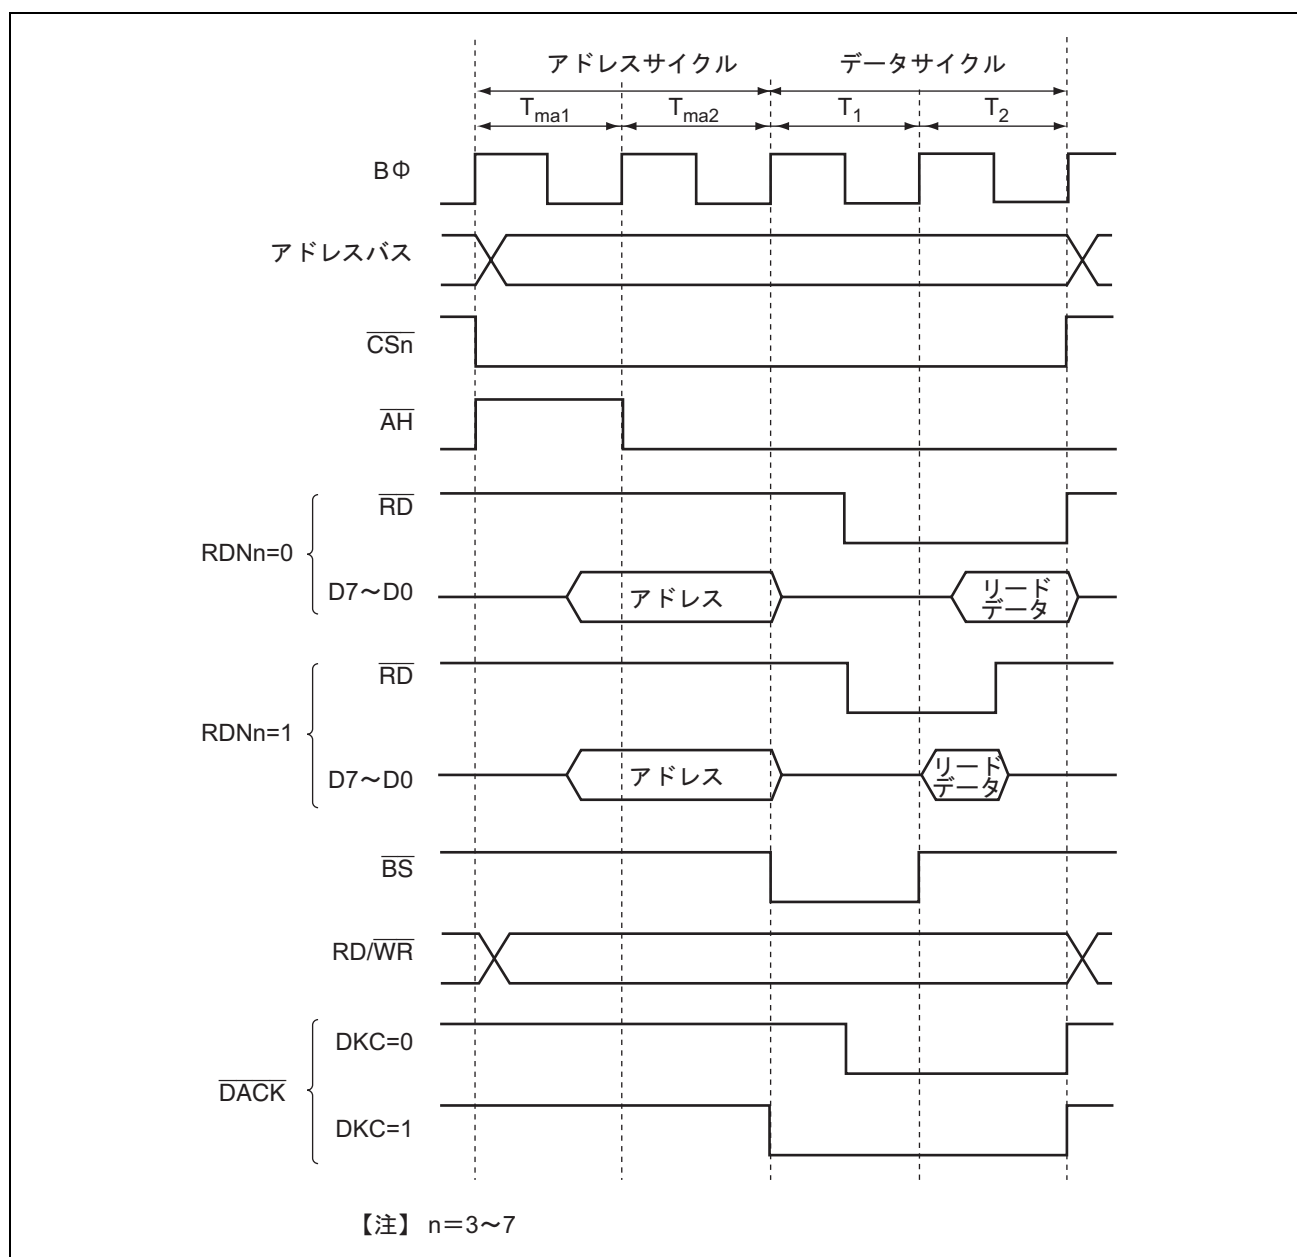 アドレスサイクル データサイクル
Tma1 Tma2 T1 T2
BΦ
アドレスバス
CSn
AH
RD
RDNn=0
D7～D0 アドレス リード
データ
RD
RDNn=1
D7～D0 アドレス リード
データ
BS
RD/WR
DKC=0
DACK
DKC=1
【注】 n＝3～7